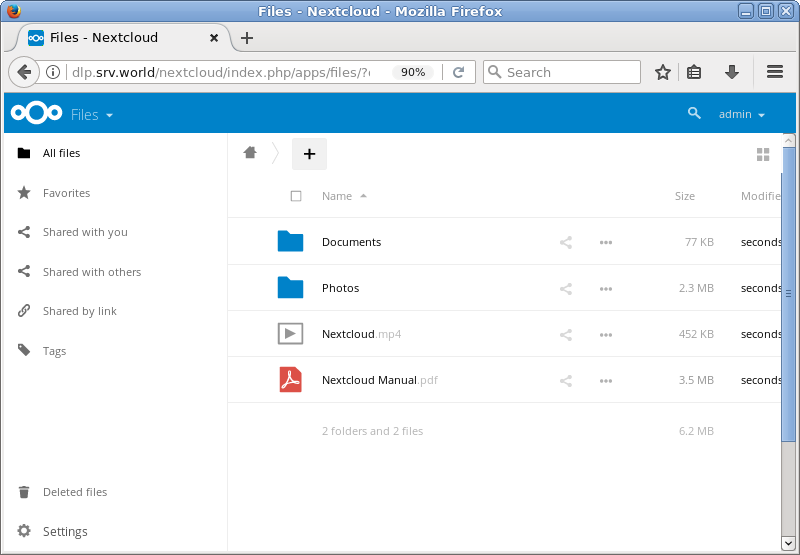 Files - Nextcloud - Mozilla Firefox
Files - Nextcloud
dlp.srv.world/nextcloud/index.php/apps/files/?
90%
Search
Files
admin
All files
Favorites
Shared with you
Shared with others
Shared by link
Tags
Deleted files
Settings
Name Size Modifie
Documents 77 KB seconds
Photos 2.3 MB seconds
Nextcloud.mp4 452 KB seconds
Nextcloud Manual.pdf 3.5 MB seconds
2 folders and 2 files 6.2 MB